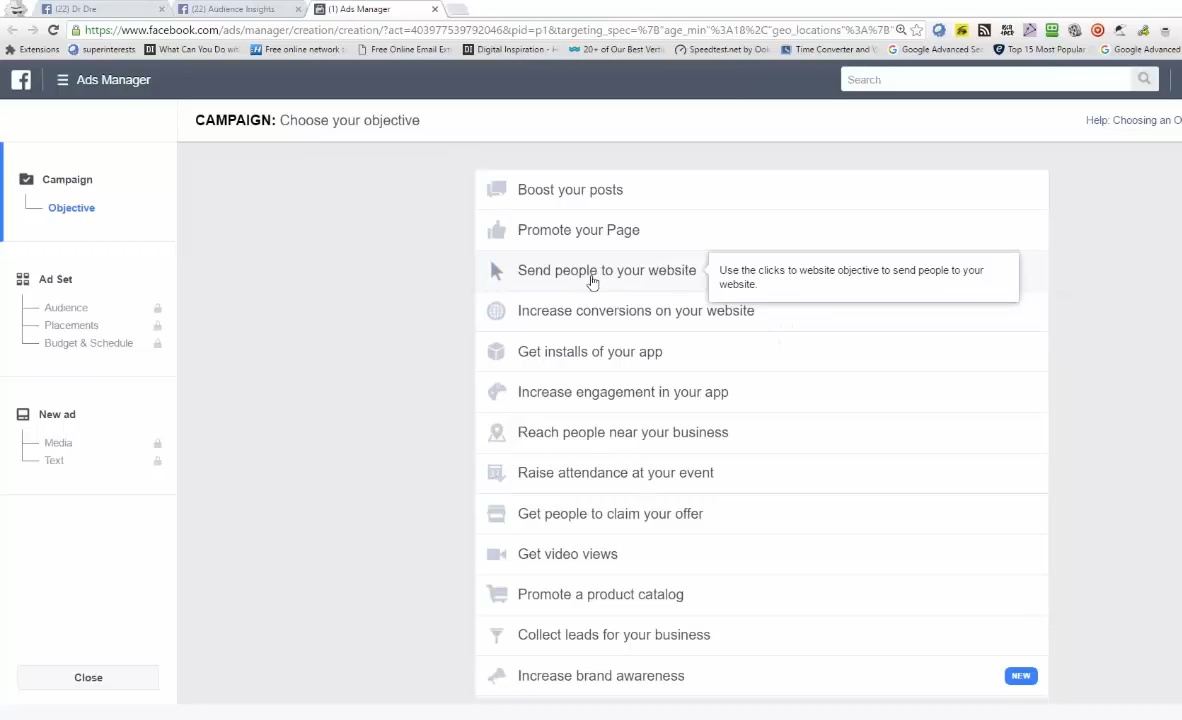 (22) Dr Dre
(22) Audience Insights
(1) Ads Manager
https://www.facebook.com/ads/manager/creation/creation/?act=403977539792046&pid=p1&targeting_spec=%7B"age_min"%3A18%2C"geo_locations"%3A%7B"
Extensions
superinterests
What Can You Do wit
Free online network
Free Online Email Ext
Digital Inspiration -
20+ of Our Best Vert
Speedtest.net by Ook
Time Converter and
Google Advanced Se
Top 15 Most Popular
Google Advanced
Ads Manager
Search
CAMPAIGN: Choose your objective
Help: Choosing an O
Campaign
Objective
Ad Set
Audience
Placements
Budget & Schedule
New ad
Media
Text
Close
Boost your posts
Promote your Page
Send people to your website
Use the clicks to website objective to send people to your
website.
Increase conversions on your website
Get installs of your app
Increase engagement in your app
Reach people near your business
Raise attendance at your event
Get people to claim your offer
Get video views
Promote a product catalog
Collect leads for your business
Increase brand awareness
NEW